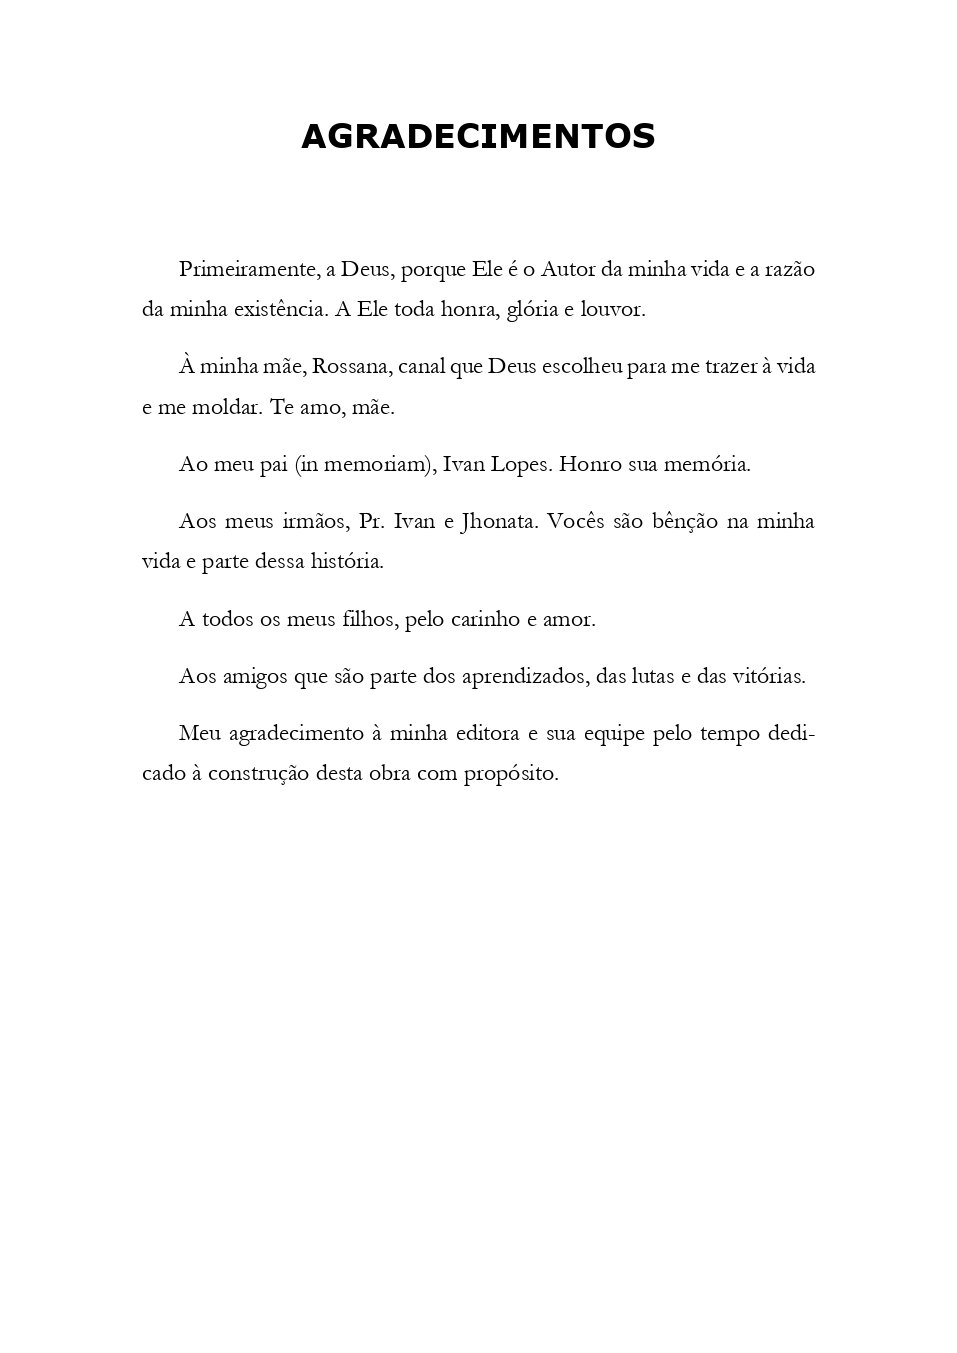 AGRADECIMENTOS
Primeiramente, a Deus, porque Ele é o Autor da minha vida e a razão
da minha existência. A Ele toda honra, glória e louvor.
À minha mãe, Rossana, canal que Deus escolheu para me trazer à vida
e me moldar. Te amo, mãe.
Ao meu pai (in memoriam), Ivan Lopes. Honro sua memória.
Aos meus irmãos, Pr. Ivan e Jhonata. Vocês são bênção na minha
vida e parte dessa história.
A todos os meus filhos, pelo carinho e amor.
Aos amigos que são parte dos aprendizados, das lutas e das vitórias.
Meu agradecimento à minha editora e sua equipe pelo tempo dedi-
cado à construção desta obra com propósito.